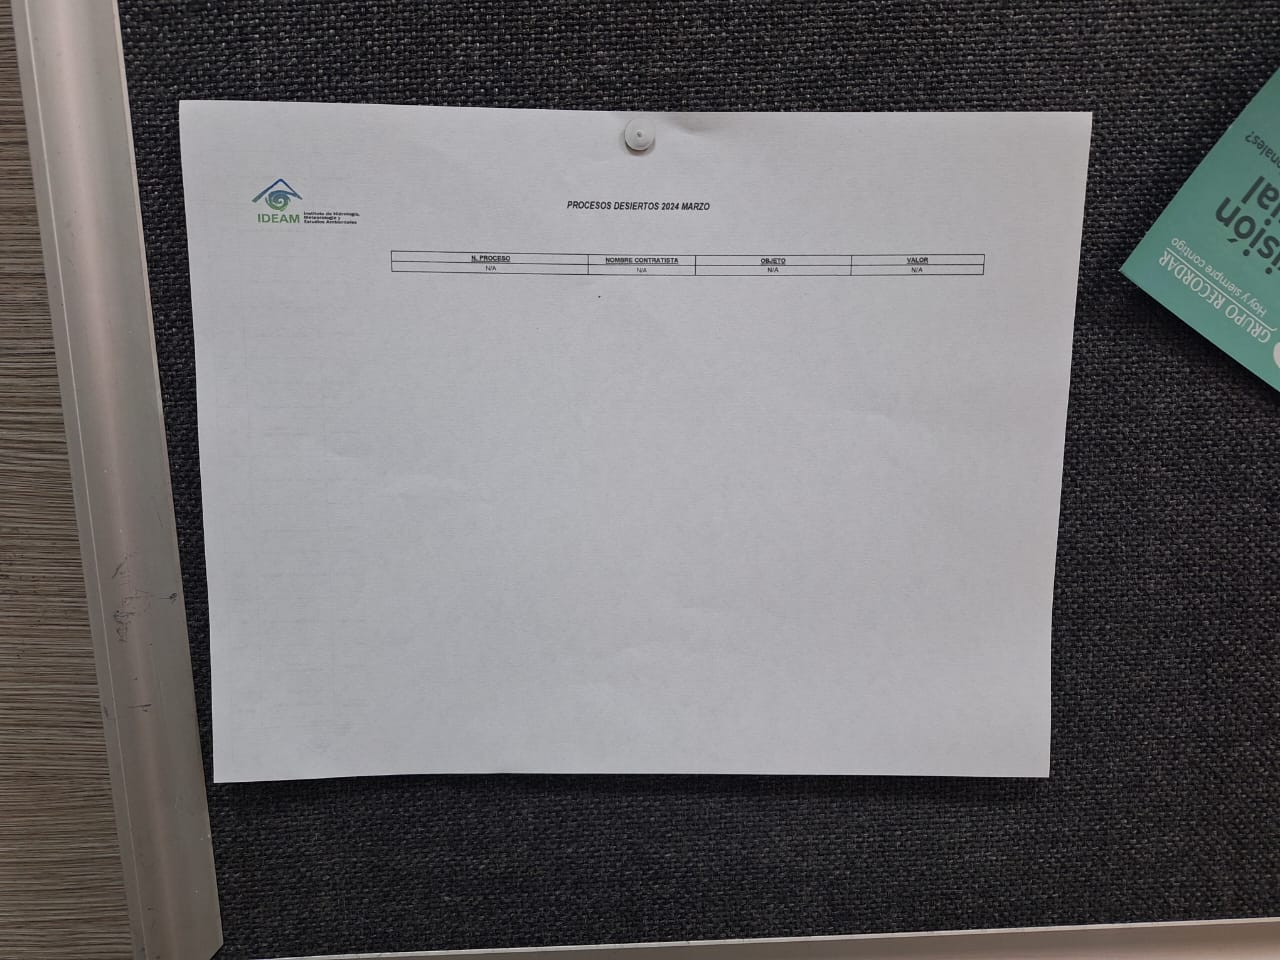 IDEAM
Instituto de Hidrología,
Meteorología y
Estudios Ambientales
PROCESOS DESIERTOS 2024 MARZO
N. PROCESO NOMBRE CONTRATISTA OBJETO VALOR
N/A N/A N/A N/A
GRUPO RECORDAR
Hoy y siempre contigo